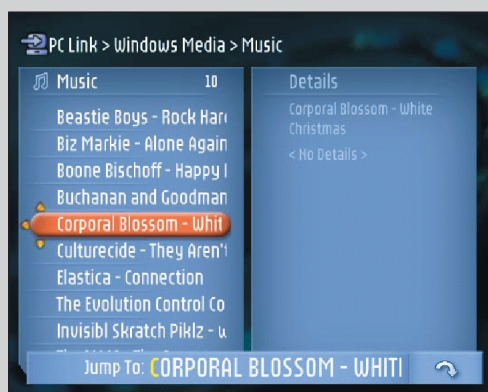 PC Link > Windows Media > Music
Music 10
Beastie Boys - Rock Har
Biz Markie - Alone Again
Boone Bischoff - Happy
Buchanan and Goodman
Corporal Blossom - Whit
Culturecide - They Aren't
Elastica - Connection
The Evolution Control Co
Invisibl Skratch Piklz -
Details
Corporal Blossom - White
Christmas
< No Details >
Jump To: CORPORAL BLOSSOM - WHIT